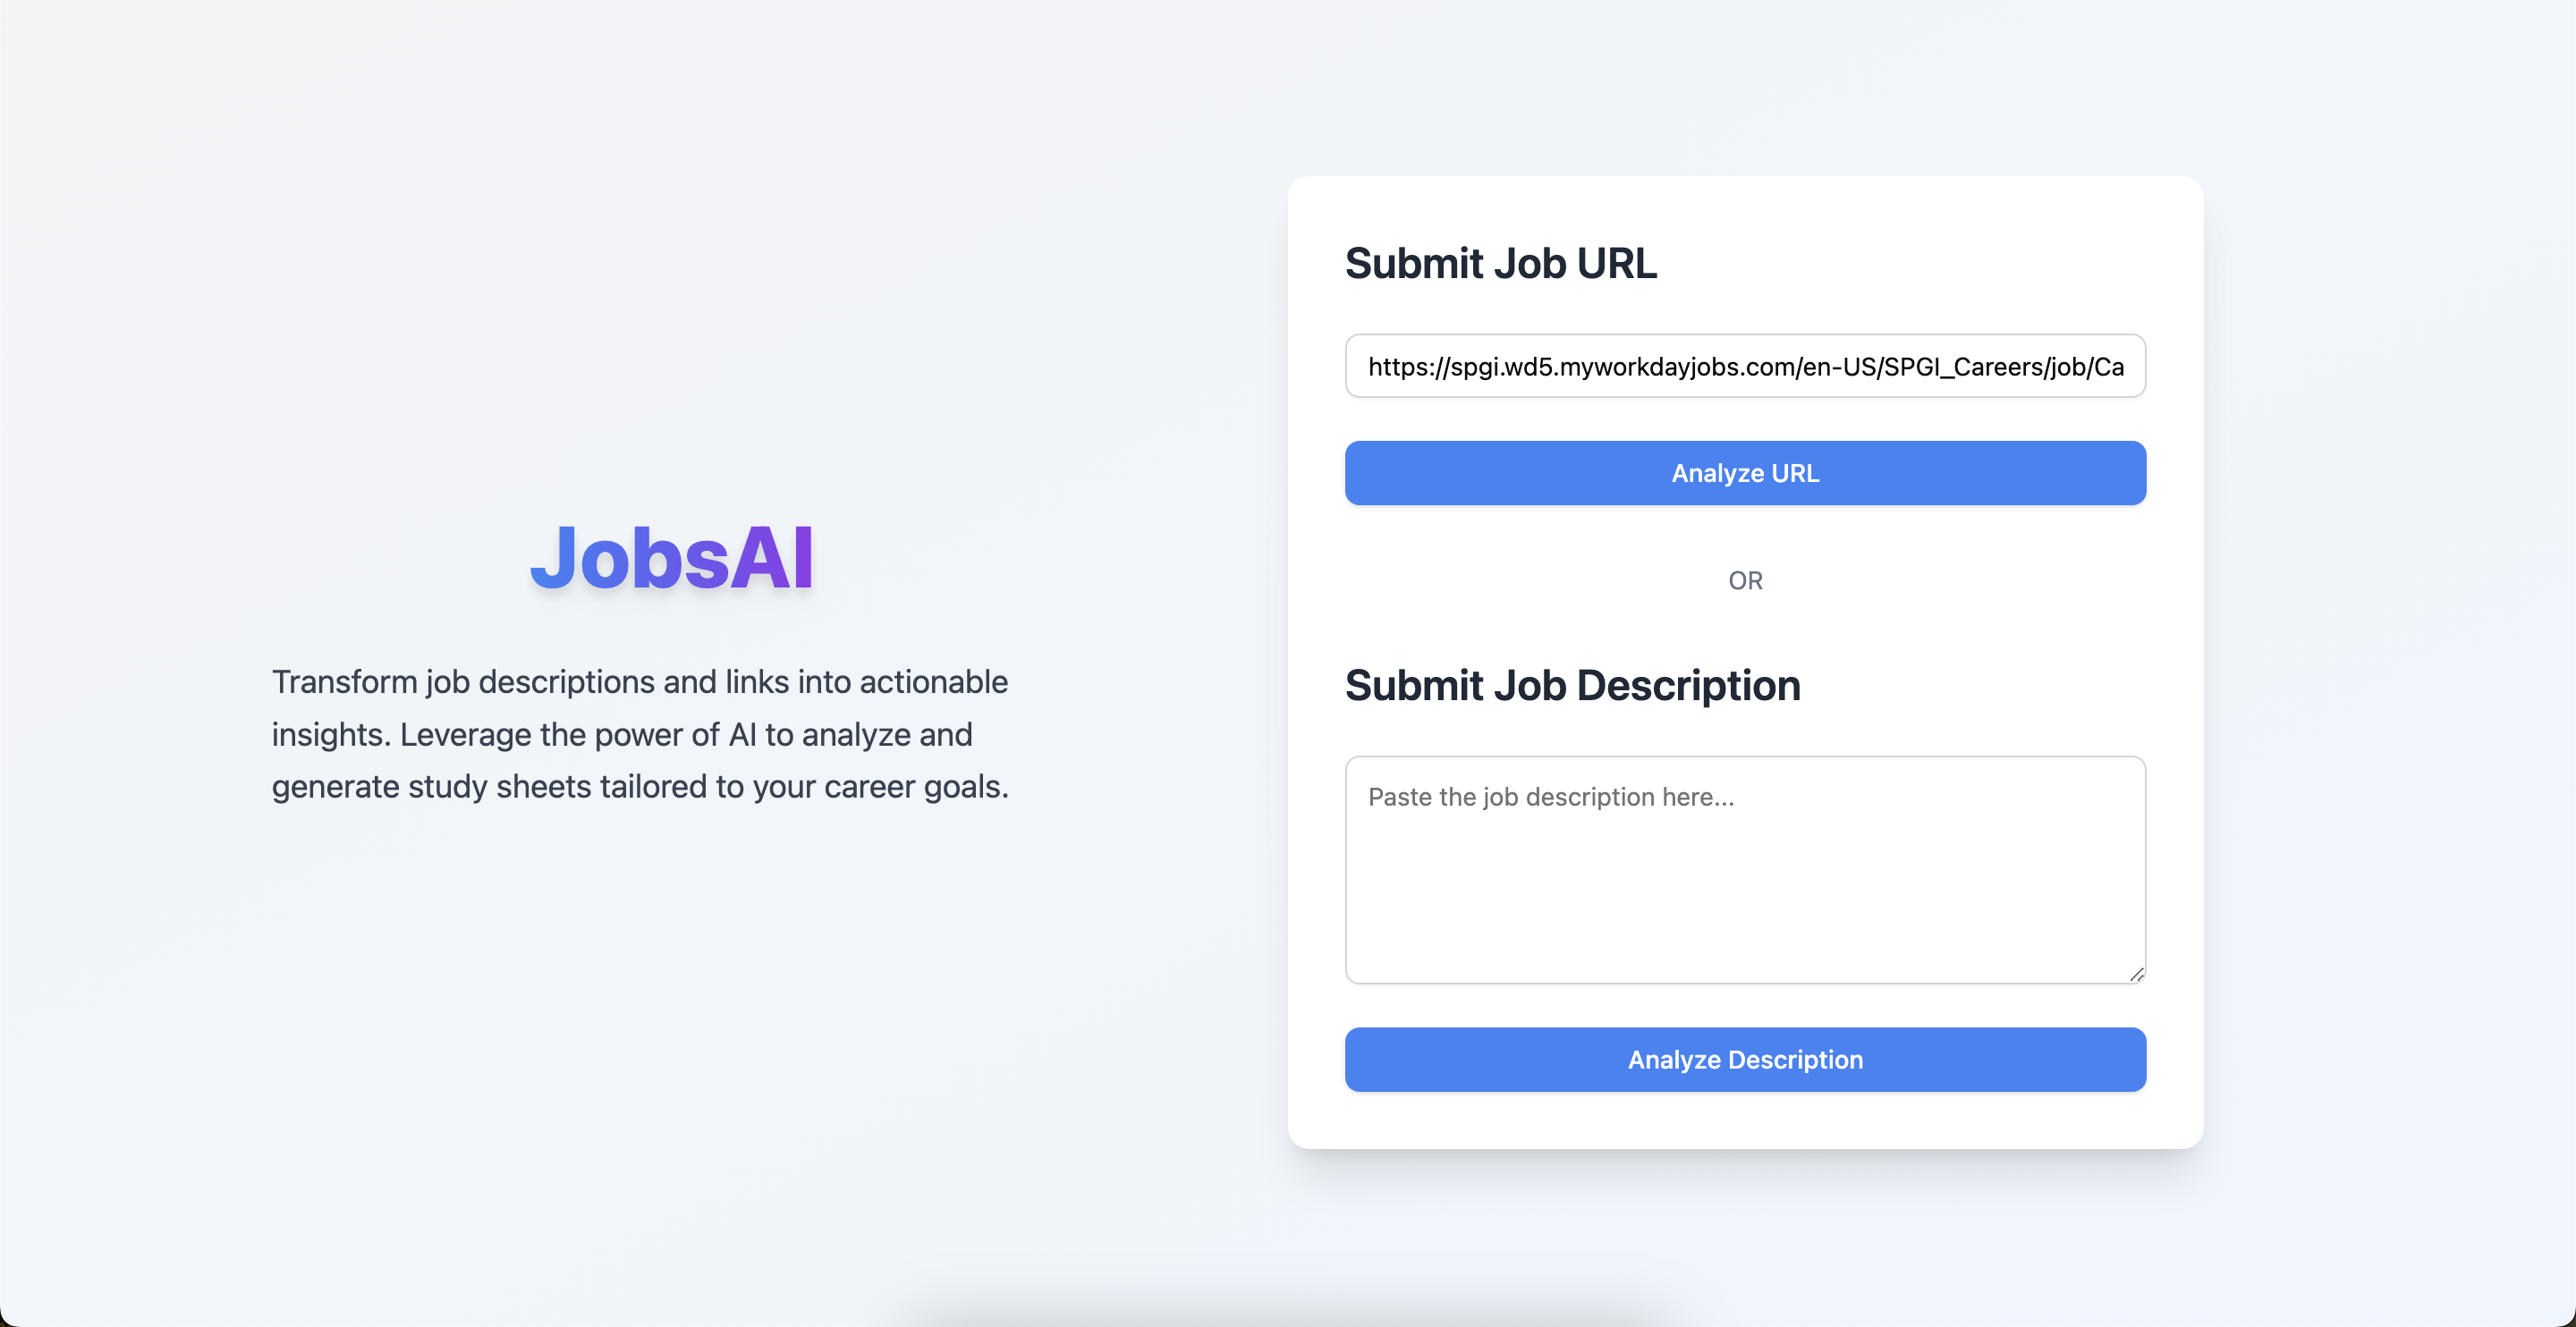 JobsAI
Transform job descriptions and links into actionable
insights. Leverage the power of AI to analyze and
generate study sheets tailored to your career goals.
Submit Job URL
https://spgi.wd5.myworkdayjobs.com/en-US/SPGI_Careers/job/Ca
Analyze URL
OR
Submit Job Description
Paste the job description here...
Analyze Description